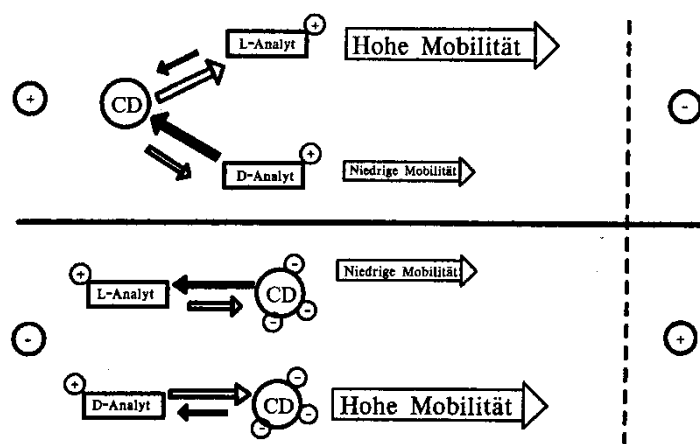 +
L-Analyt
Hohe Mobilität
+
CD
-
+
D-Analyt
Niedrige Mobilität
+
L-Analyt
-
CD
-
-
Niedrige Mobilität
-
+
+
D-Analyt
-
CD
-
-
Hohe Mobilität